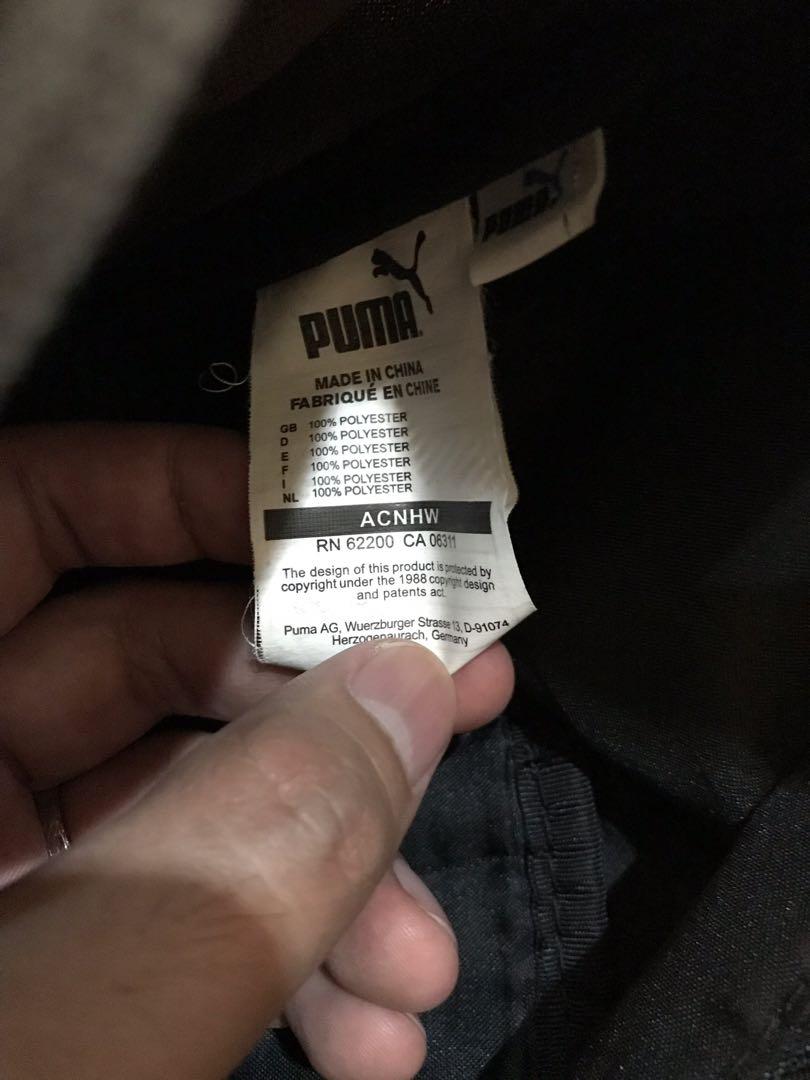 PUMA
PUMA
MADE IN CHINA
FABRIQUÉ EN CHINE
GB 100% POLYESTER
D 100% POLYESTER
E 100% POLYESTER
F 100% POLYESTER
I 100% POLYESTER
NL 100% POLYESTER
ACNHW
RN 62200 CA 06311
The design of this product is protected by
copyright under the 1988 copyright design
and patents act.
Puma AG, Wuerzburger Strasse 13, D-91074
Herzogenaurach, Germany